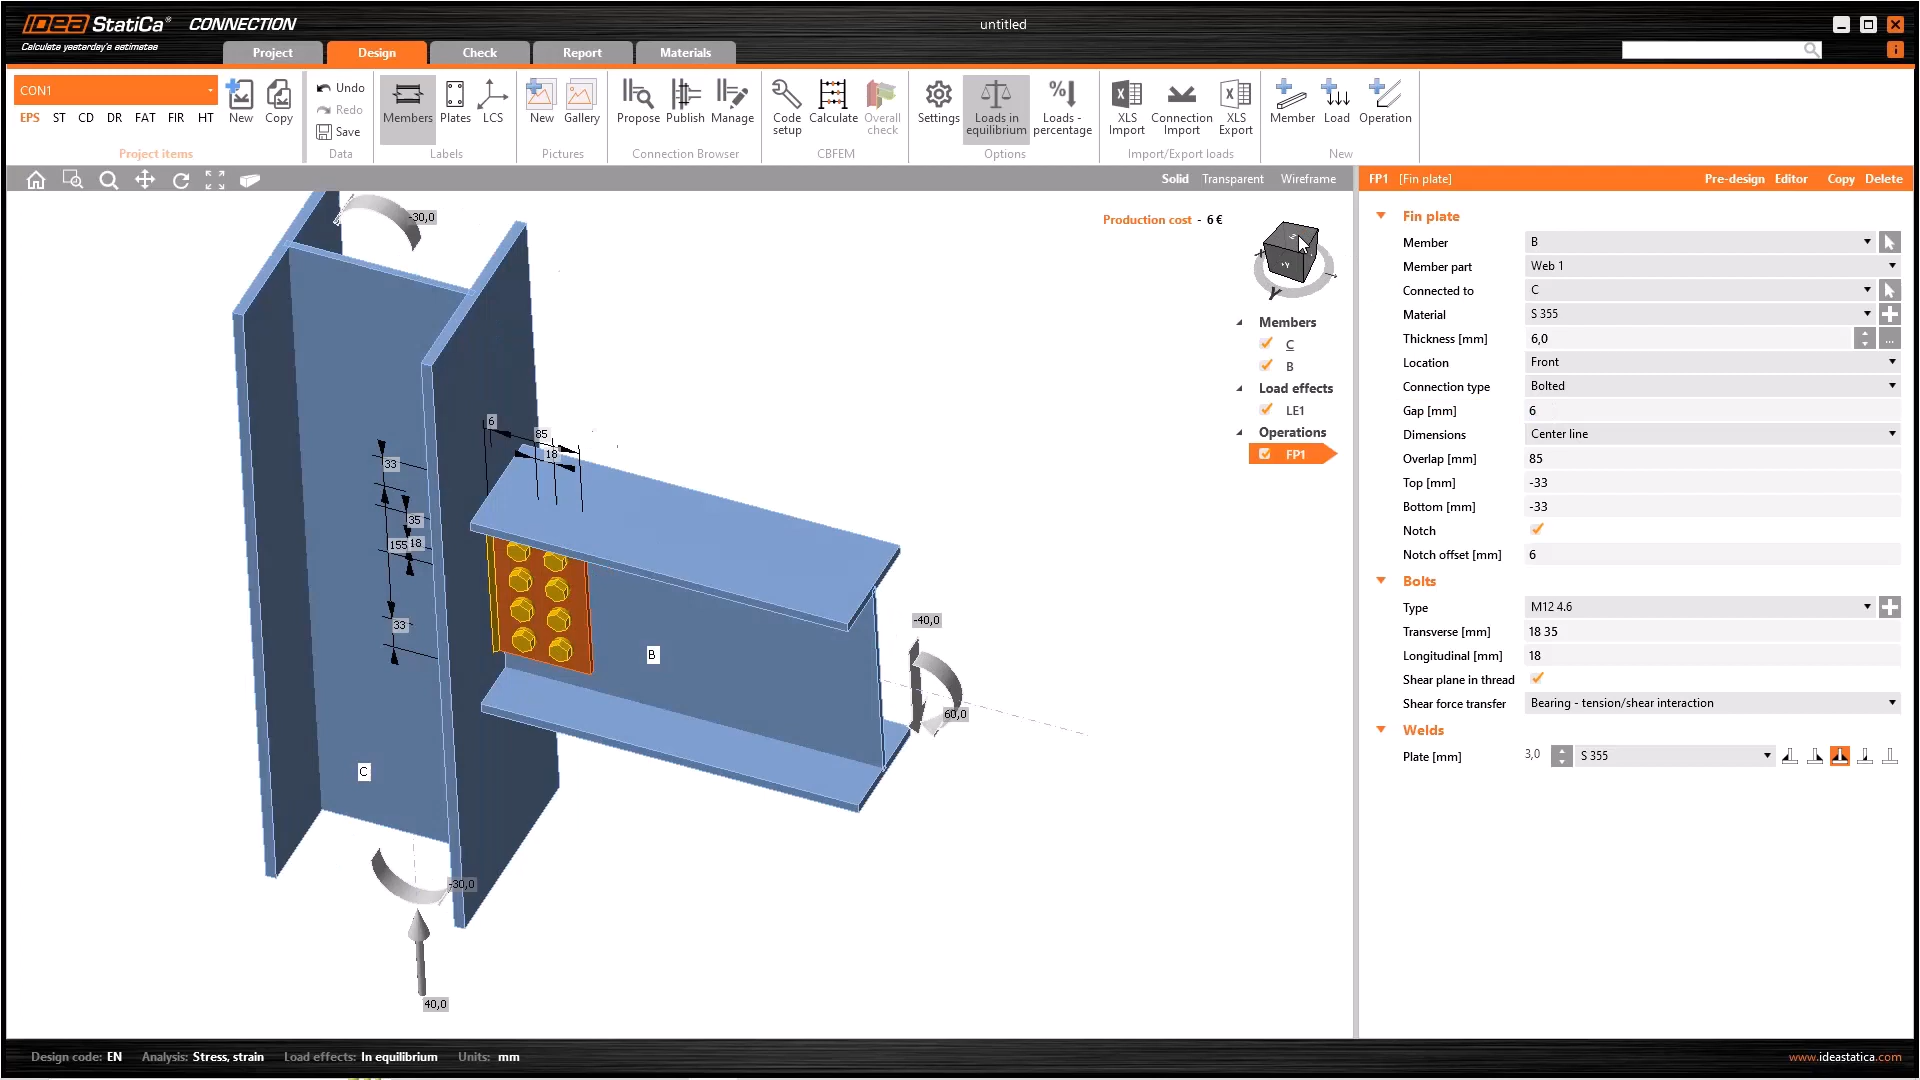 IDEA StatiCa® CONNECTION
Calculate yesterday's estimates
untitled
Project Design Check Report Materials
CON1
EPS ST CD DR FAT FIR HT
New Copy
Project items
Undo
Redo
Save
Data
Members Plates LCS
Labels
New Gallery
Pictures
Propose Publish Manage
Connection Browser
Code setup Calculate Overall check
CBFEM
Settings Loads in equilibrium Loads - percentage
Options
XLS Import Connection Import XLS Export
Import/Export loads
Member Load Operation
New
Solid Transparent Wireframe
Production cost - 6 €
-30,0
6
85
18
33
35
155 18
33
B
C
-40,0
60,0
-30,0
40,0
+Y
Y
Members
C
B
Load effects
LE1
Operations
FP1
FP1 [Fin plate] Pre-design Editor Copy Delete
Fin plate
Member B
Member part Web 1
Connected to C
Material S 355
Thickness [mm] 6,0 ...
Location Front
Connection type Bolted
Gap [mm] 6
Dimensions Center line
Overlap [mm] 85
Top [mm] -33
Bottom [mm] -33
Notch
Notch offset [mm] 6
Bolts
Type M12 4.6
Transverse [mm] 18 35
Longitudinal [mm] 18
Shear plane in thread
Shear force transfer Bearing - tension/shear interaction
Welds
Plate [mm] 3,0 S 355
Design code: EN Analysis: Stress, strain Load effects: In equilibrium Units: mm
www.ideastatica.com